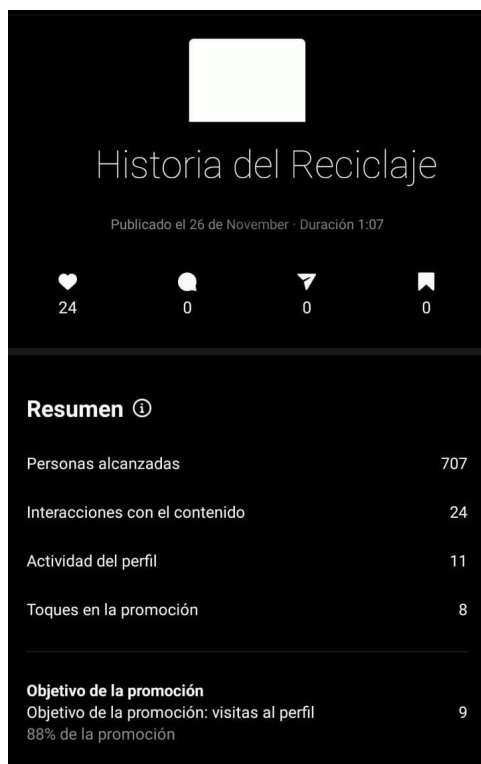 Historia del Reciclaje
Publicado el 26 de November · Duración 1:07
24 0 0 0
Resumen
Personas alcanzadas 707
Interacciones con el contenido 24
Actividad del perfil 11
Toques en la promoción 8
Objetivo de la promoción
Objetivo de la promoción: visitas al perfil 9
88% de la promoción